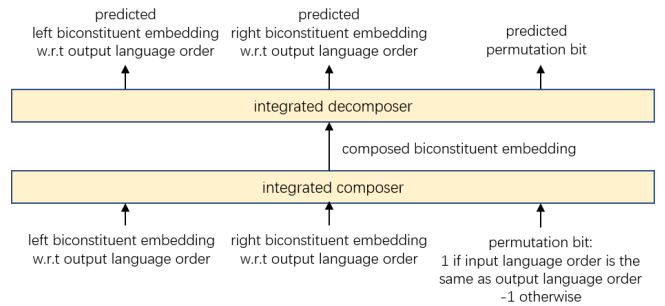 predicted
left biconstituent embedding
w.r.t output language order
predicted
right biconstituent embedding
w.r.t output language order
predicted
permutation bit
integrated decomposer
composed biconstituent embedding
integrated composer
left biconstituent embedding
w.r.t output language order
right biconstituent embedding
w.r.t output language order
permutation bit:
1 if input language order is the
same as output language order
-1 otherwise